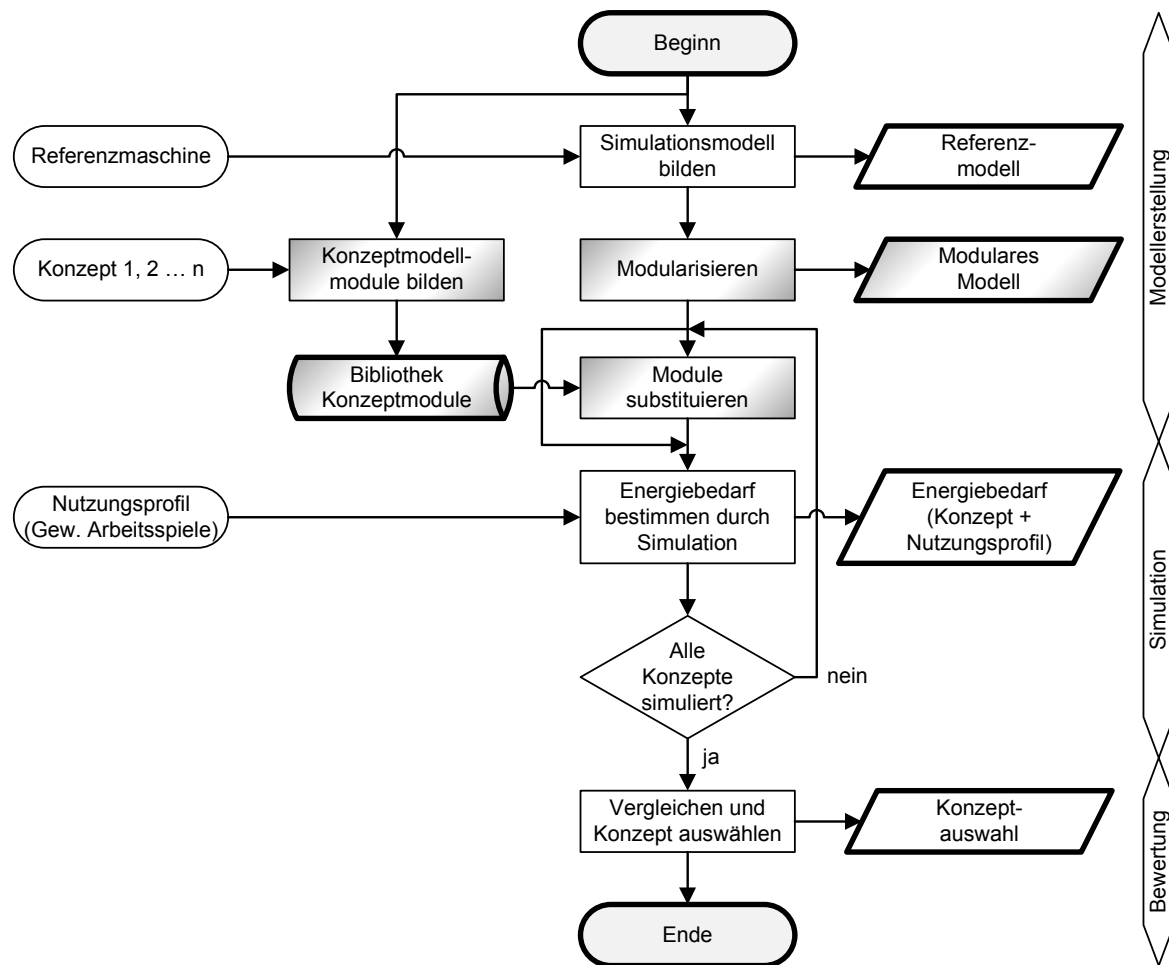 Beginn
Referenzmaschine
Simulationsmodell
bilden
Referenz-
modell
Konzept 1, 2 … n
Konzeptmodell-
module bilden
Modularisieren
Modulares
Modell
Bibliothek
Konzeptmodule
Module
substituieren
Nutzungsprofil
(Gew. Arbeitsspiele)
Energiebedarf
bestimmen durch
Simulation
Energiebedarf
(Konzept +
Nutzungsprofil)
Alle
Konzepte
simuliert?
nein
ja
Vergleichen und
Konzept auswählen
Konzept-
auswahl
Ende
Modellerstellung
Simulation
Bewertung